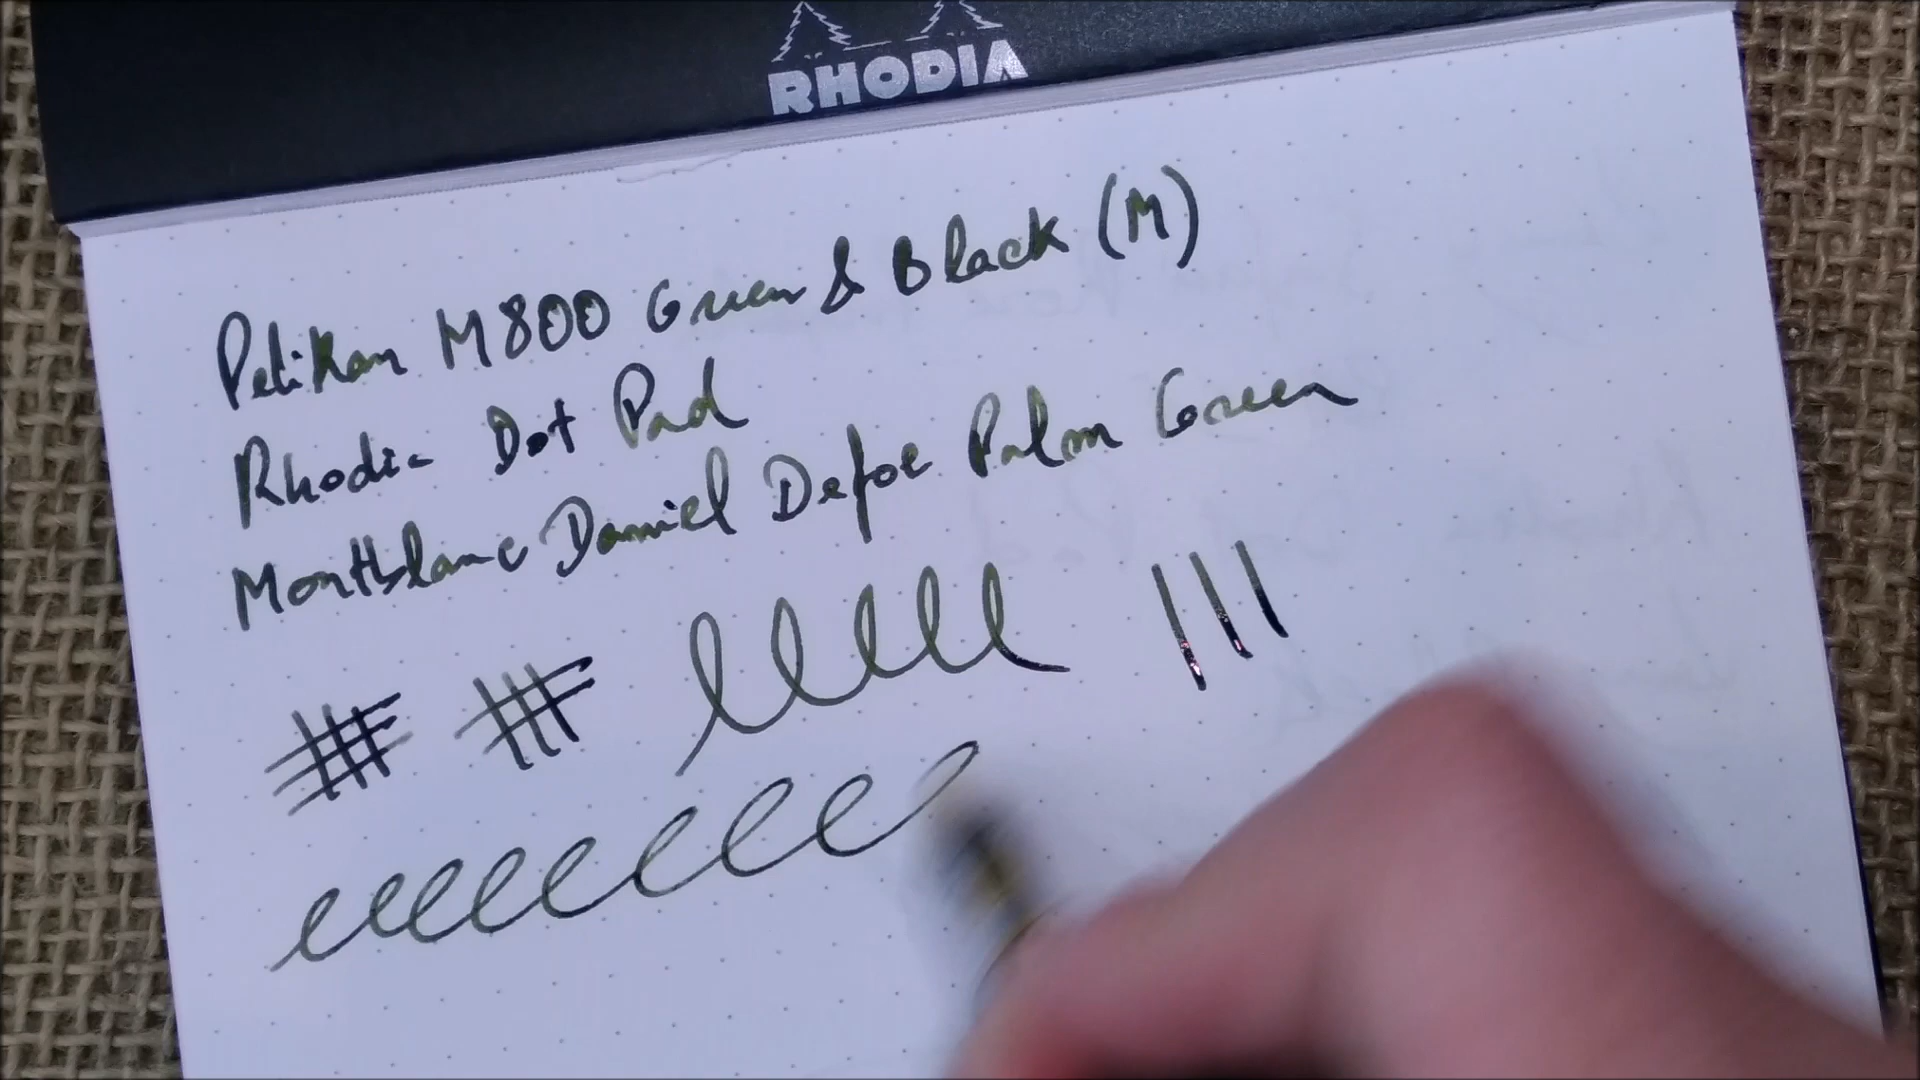 RHODIA
Pelikan M800 Green & Black (M)
Rhodia Dot Pad
Montblanc Daniel Defoe Palm Green